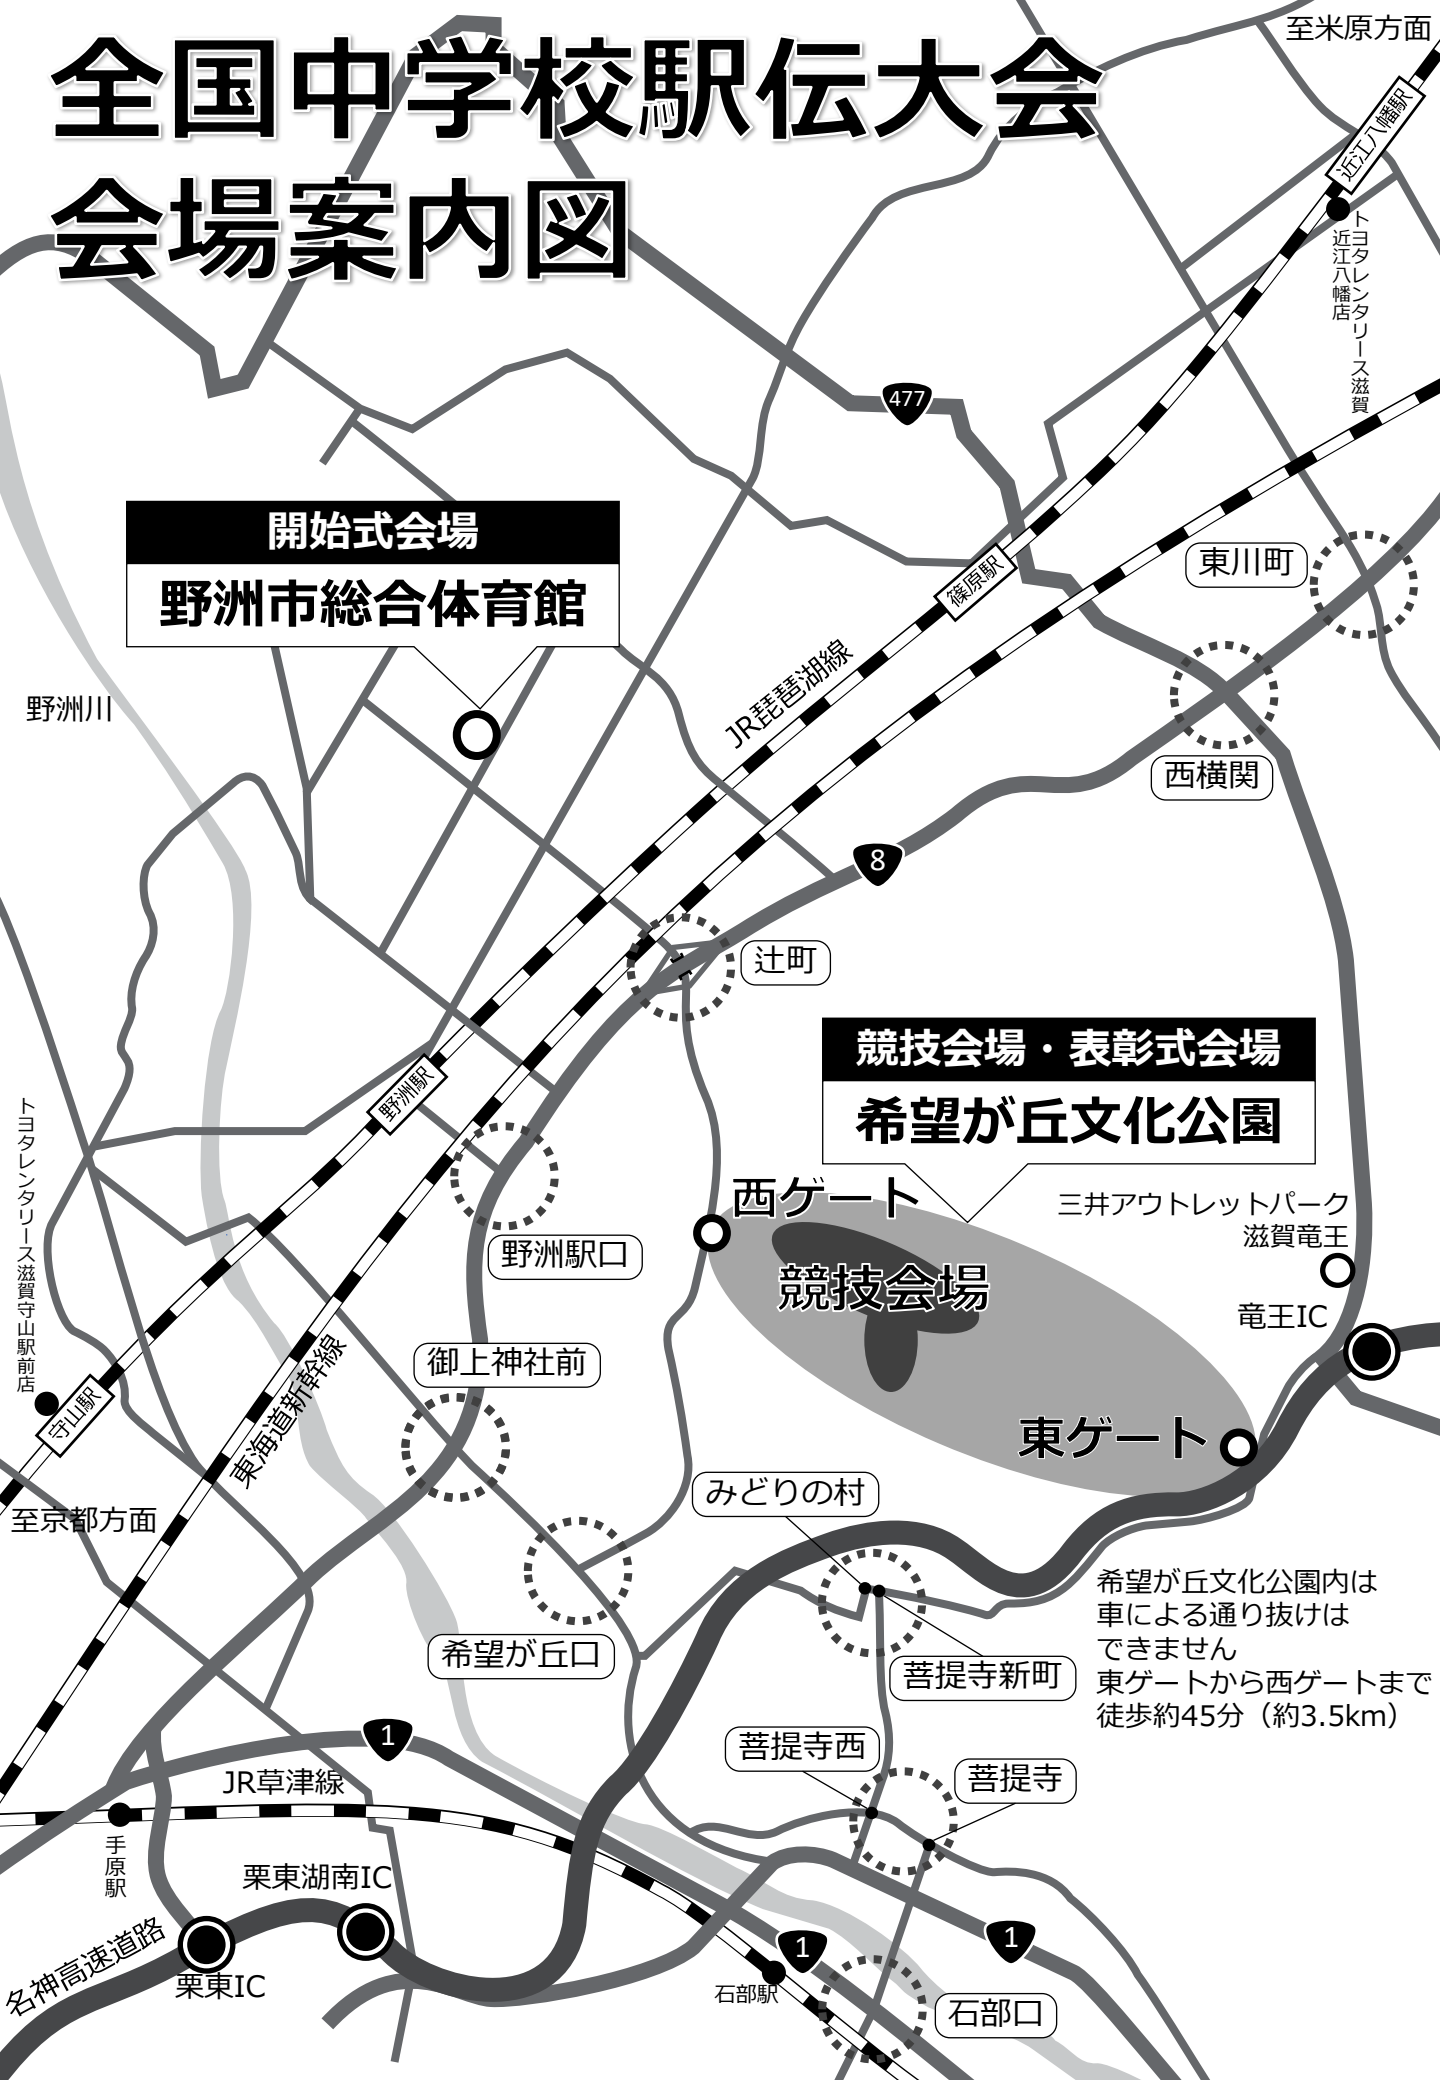 全国中学校駅伝大会
会場案内図
至米原方面
近江八幡駅
トヨタレンタリース滋賀
近江八幡店
477
開始式会場
野洲市総合体育館
東川町
篠原駅
JR琵琶湖線
野洲川
西横関
8
辻町
競技会場・表彰式会場
希望が丘文化公園
野洲駅
トヨタレンタリース滋賀守山駅前店
西ゲート
三井アウトレットパーク
滋賀竜王
野洲駅口
競技会場
竜王IC
御上神社前
東海道新幹線
守山駅
東ゲート
みどりの村
至京都方面
希望が丘文化公園内は
車による通り抜けは
できません
東ゲートから西ゲートまで
徒歩約45分（約3.5km）
希望が丘口
菩提寺新町
1
菩提寺西
菩提寺
JR草津線
手原駅
栗東湖南IC
名神高速道路
栗東IC
1
1
石部駅
石部口